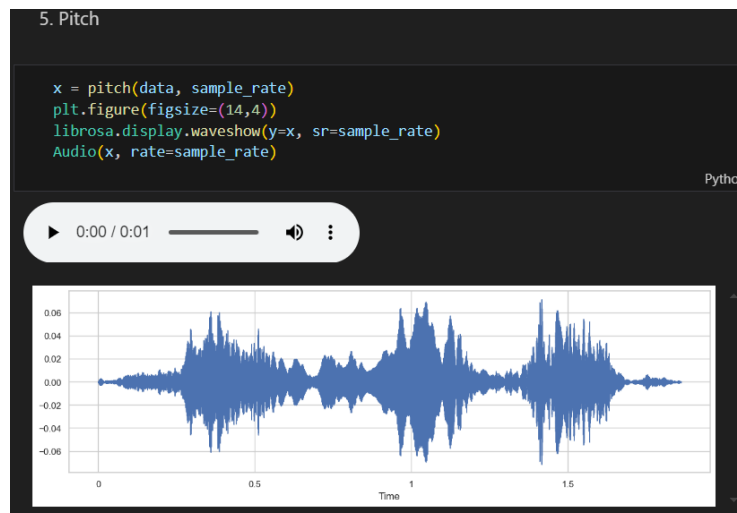 5. Pitch
x = pitch(data, sample_rate)
plt.figure(figsize=(14,4))
librosa.display.waveshow(y=x, sr=sample_rate)
Audio(x, rate=sample_rate)
Pytho
0:00 / 0:01
0.06
0.04
0.02
0.00
−0.02
−0.04
−0.06
0 0.5 1 1.5
Time